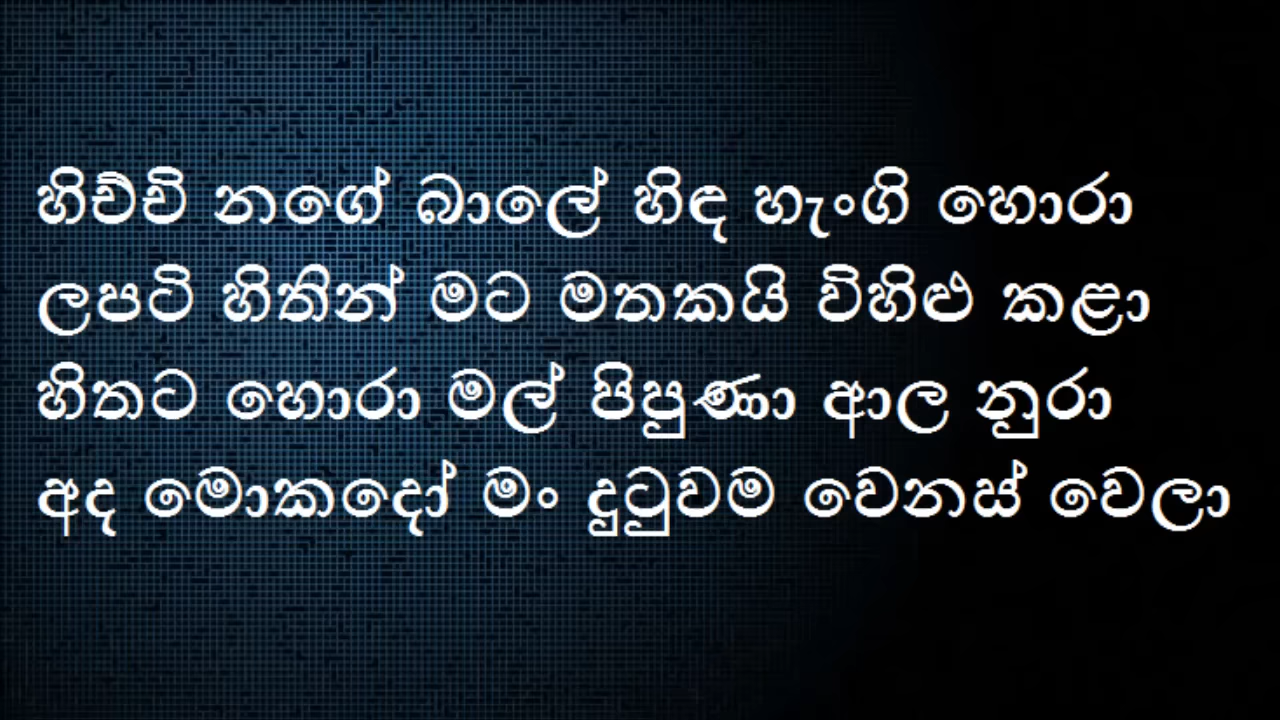 හිච්චි නගේ බාලේ හිඳ හැංගි හොරා
ලපටි හිතින් මට මතකයි විහිළු කළා
හිතට හොරා මල් පිපුණා ආල නුරා
අද මොකදෝ මං දුටුවම වෙනස් වෙලා